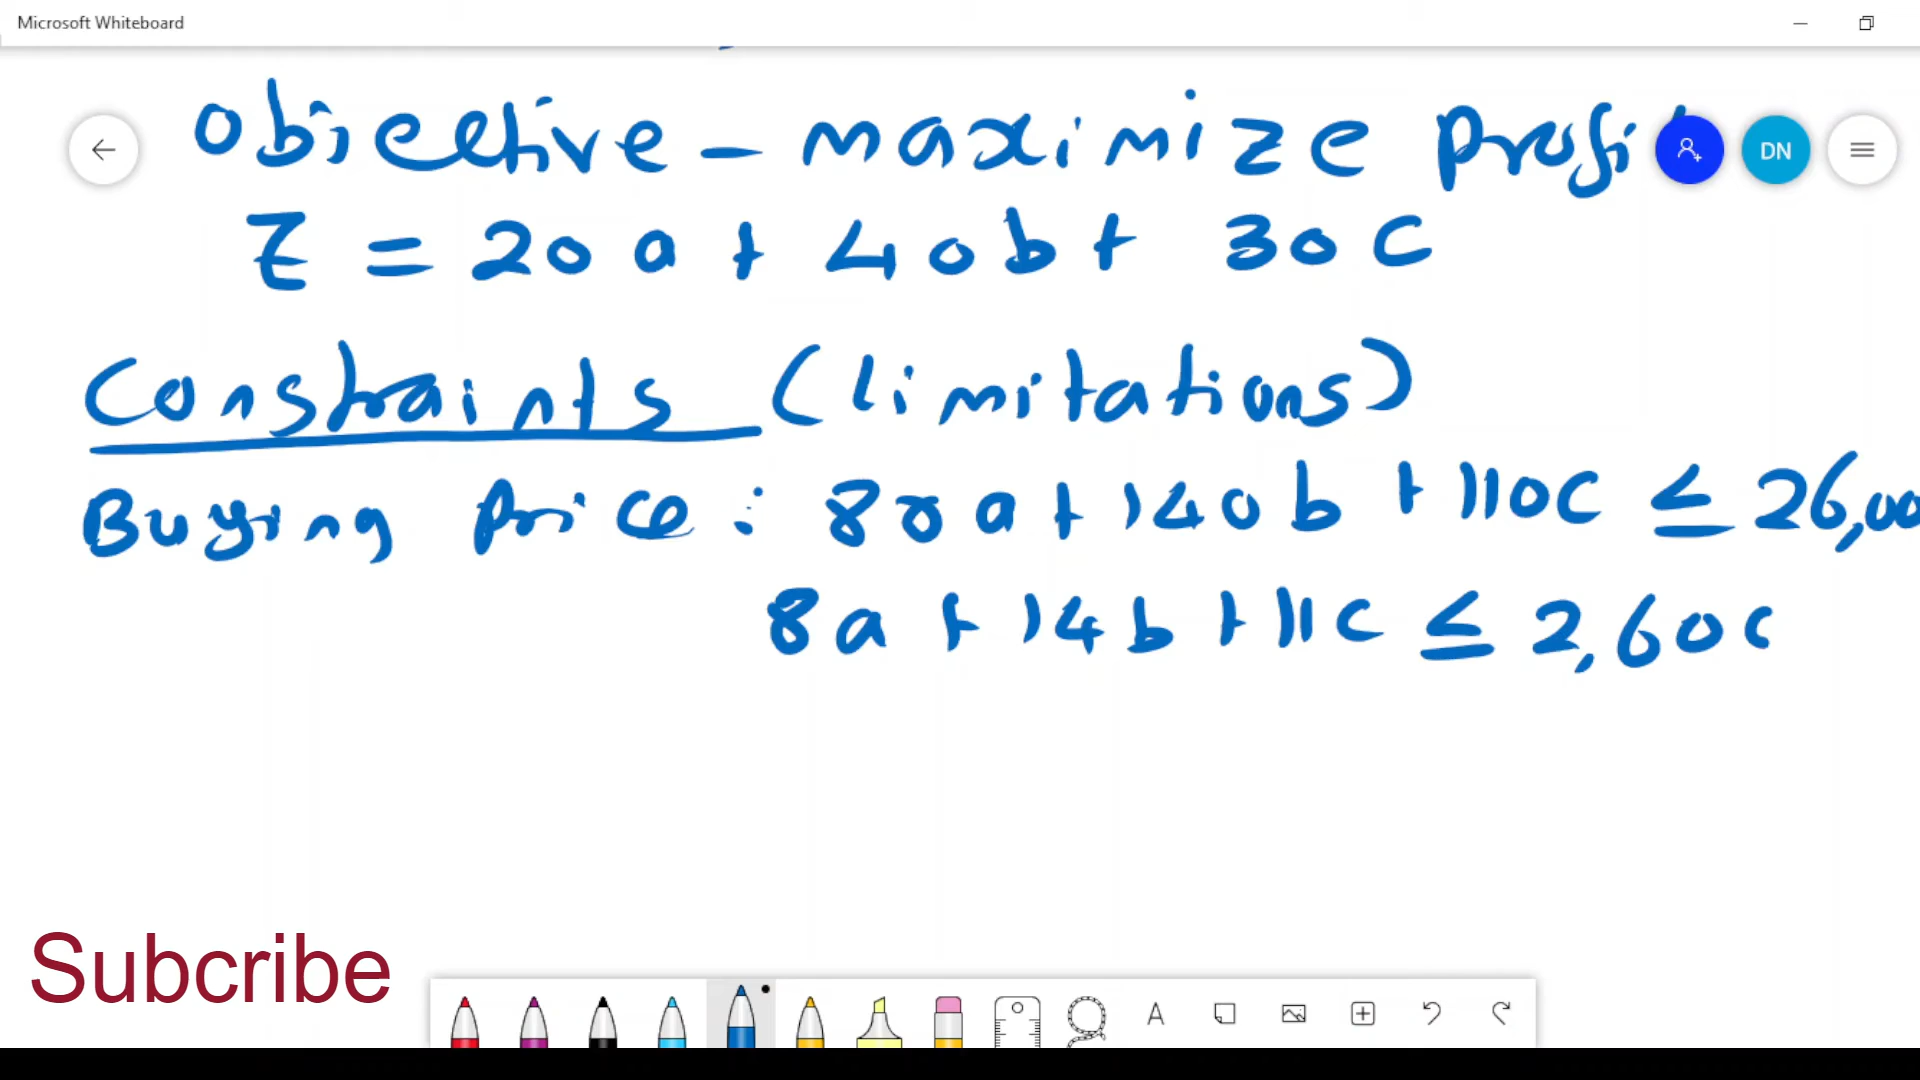 Microsoft Whiteboard
Objective - maximize profit
DN
Z = 20a + 40b + 30c
Constraints (limitations)
Buying price : 80a + 140b + 110c ≤ 26,00
8a + 14b + 11c ≤ 2,60c
Subcribe
A